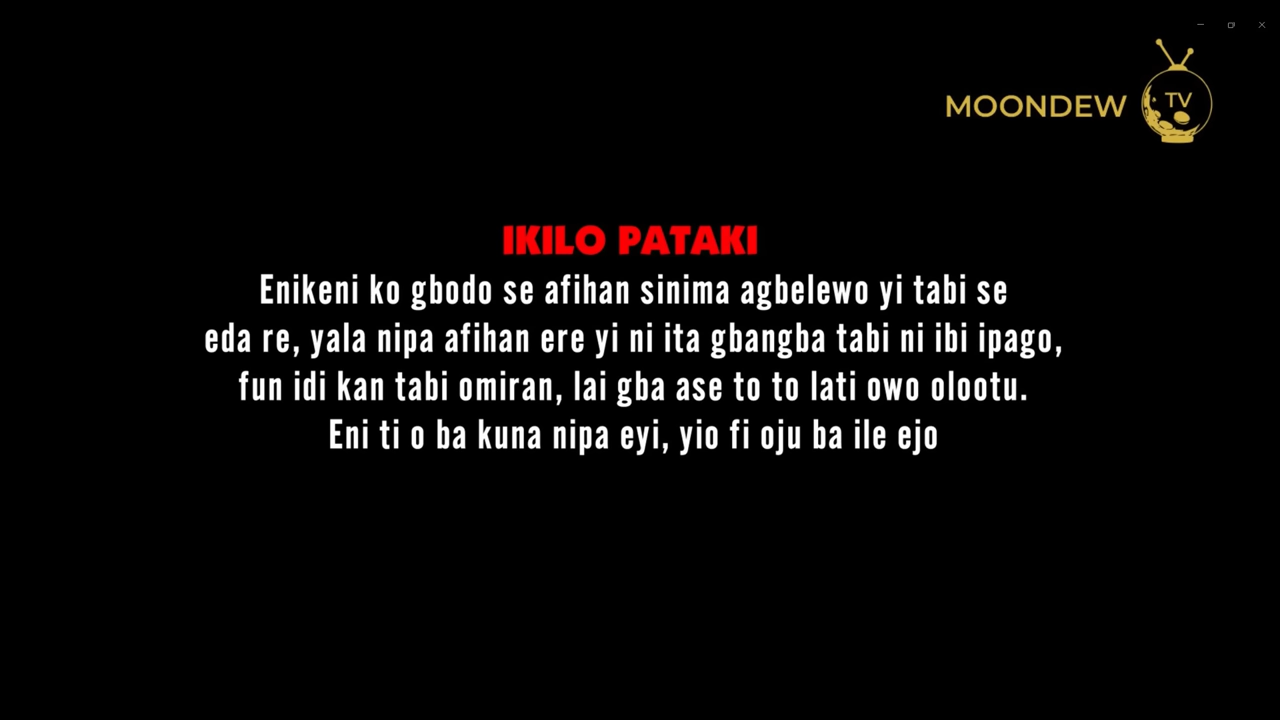 MOONDEW TV
IKILO PATAKI
Enikeni ko gbodo se afihan sinima agbelewo yi tabi se
eda re, yala nipa afihan ere yi ni ita gbangba tabi ni ibi ipago,
fun idi kan tabi omiran, lai gba ase to to lati owo olootu.
Eni ti o ba kuna nipa eyi, yio fi oju ba ile ejo